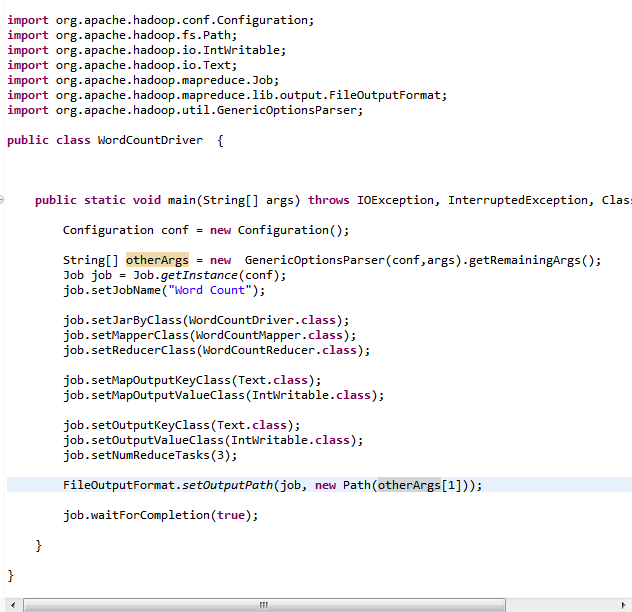 import org.apache.hadoop.conf.Configuration;
import org.apache.hadoop.fs.Path;
import org.apache.hadoop.io.IntWritable;
import org.apache.hadoop.io.Text;
import org.apache.hadoop.mapreduce.Job;
import org.apache.hadoop.mapreduce.lib.output.FileOutputFormat;
import org.apache.hadoop.util.GenericOptionsParser;
public class WordCountDriver  {
public static void main(String[] args) throws IOException, InterruptedException, Clas
Configuration conf = new Configuration();
String[] otherArgs = new  GenericOptionsParser(conf,args).getRemainingArgs();
Job job = Job.getInstance(conf);
job.setJobName("Word Count");
job.setJarByClass(WordCountDriver.class);
job.setMapperClass(WordCountMapper.class);
job.setReducerClass(WordCountReducer.class);
job.setMapOutputKeyClass(Text.class);
job.setMapOutputValueClass(IntWritable.class);
job.setOutputKeyClass(Text.class);
job.setOutputValueClass(IntWritable.class);
job.setNumReduceTasks(3);
FileOutputFormat.setOutputPath(job, new Path(otherArgs[1]));
job.waitForCompletion(true);
}
}